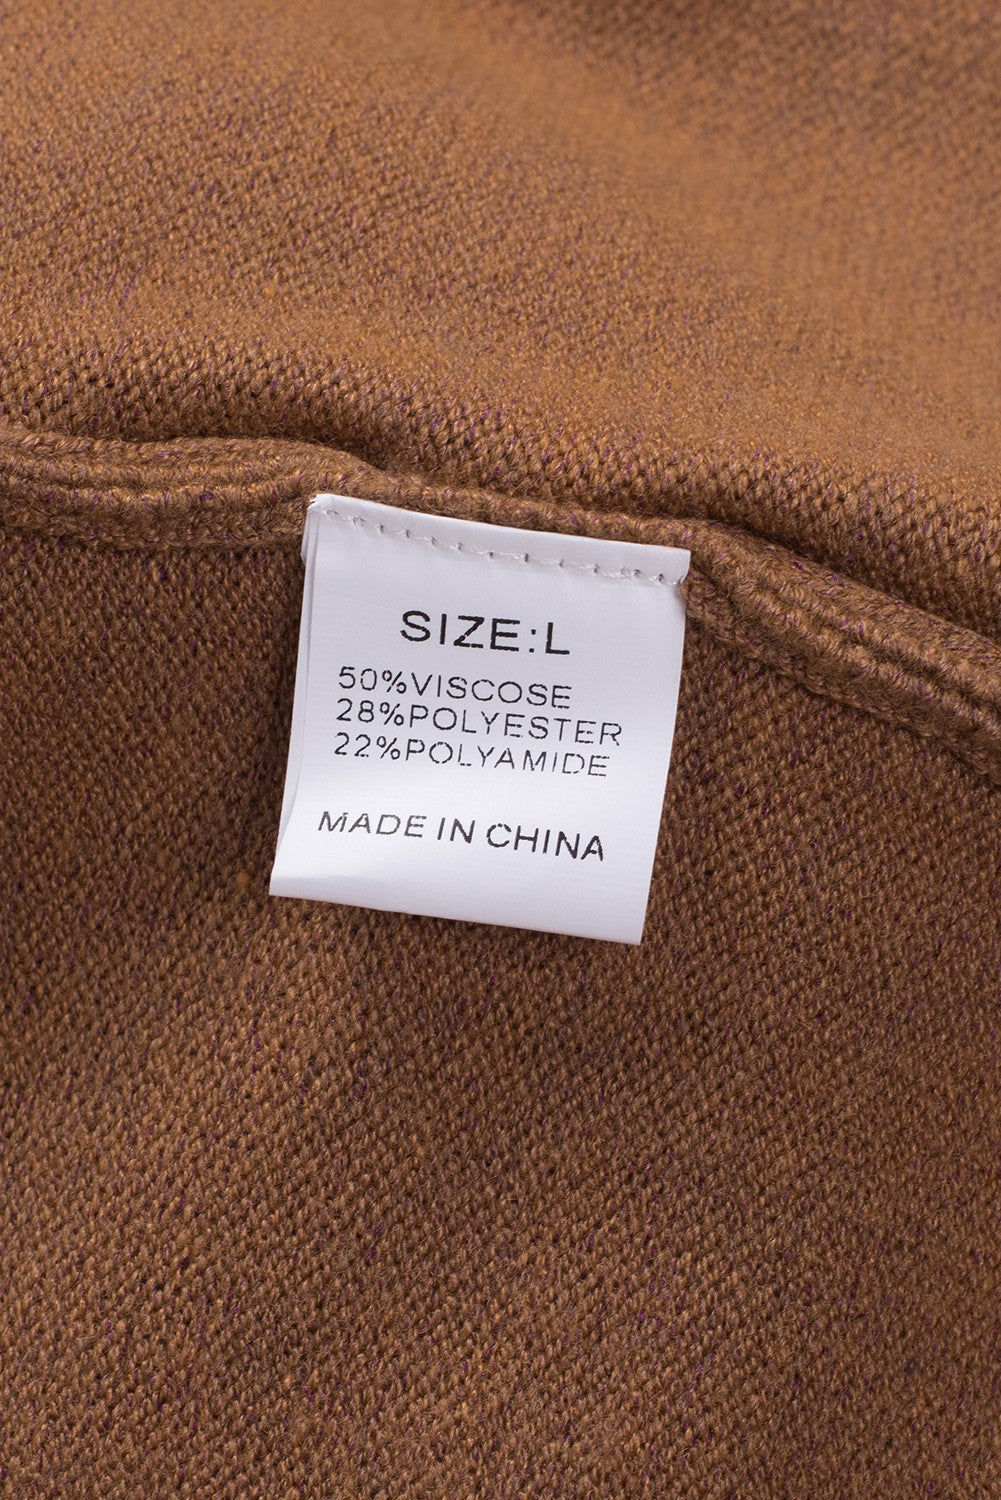 SIZE:L
50%VISCOSE
28%POLYESTER
22%POLYAMIDE
MADE IN CHINA